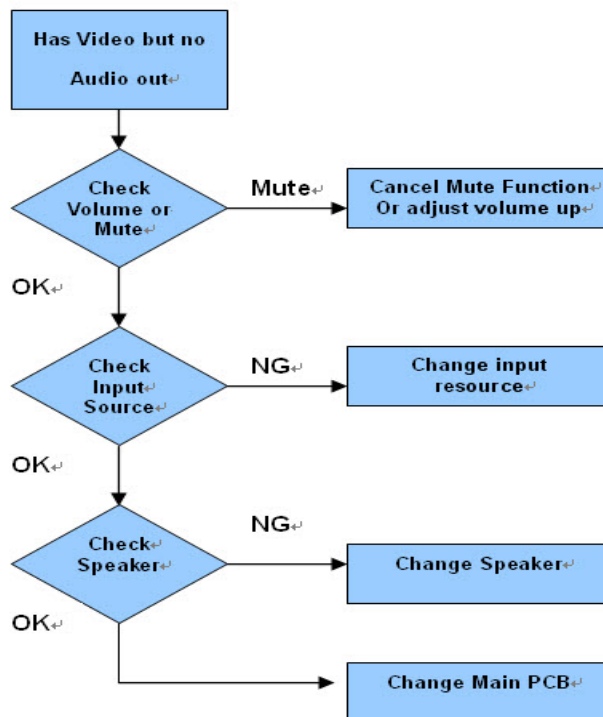 Has Video but no
Audio out↵
Check
Volume or
Mute↵
Mute↵
Cancel Mute Function↵
Or adjust volume up↵
OK↵
Check
Input↵
Source↵
NG↵
Change input
resource↵
OK↵
Check↵
Speaker↵
NG↵
Change Speaker↵
OK↵
Change Main PCB↵